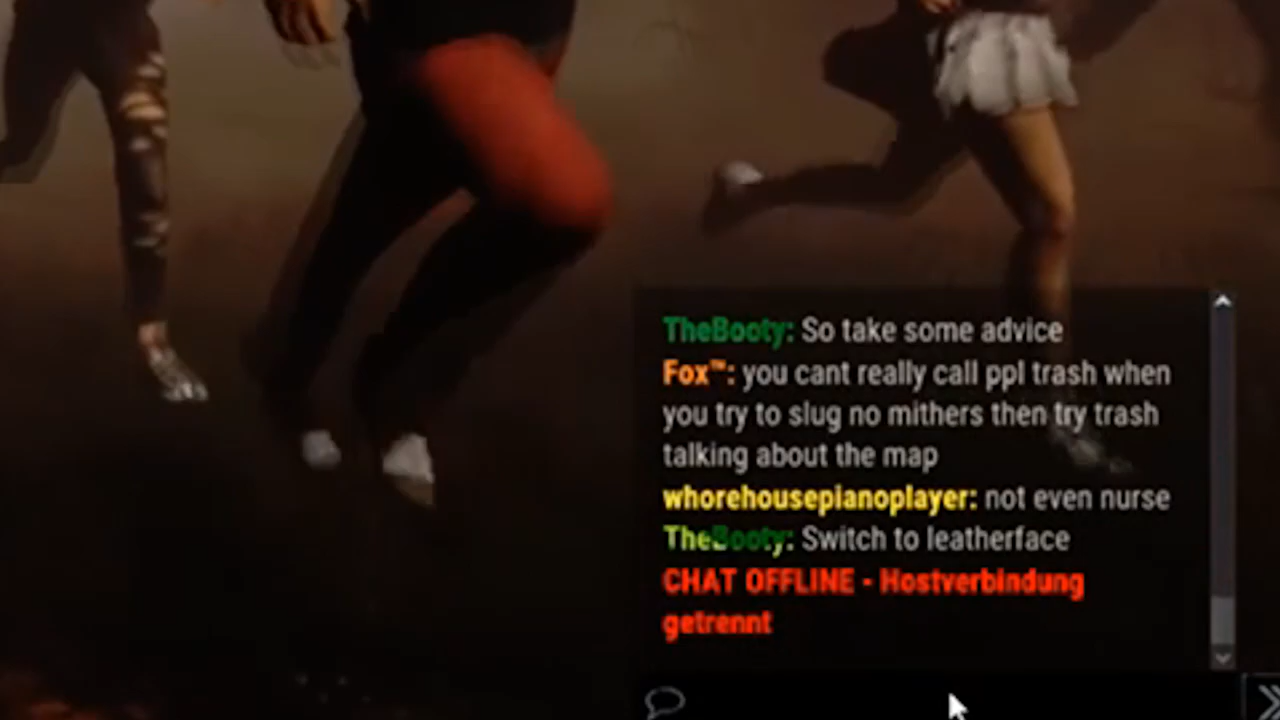 TheBooty: So take some advice
Fox™: you cant really call ppl trash when
you try to slug no mithers then try trash
talking about the map
whorehousepianoplayer: not even nurse
TheBooty: Switch to leatherface
CHAT OFFLINE - Hostverbindung
getrennt